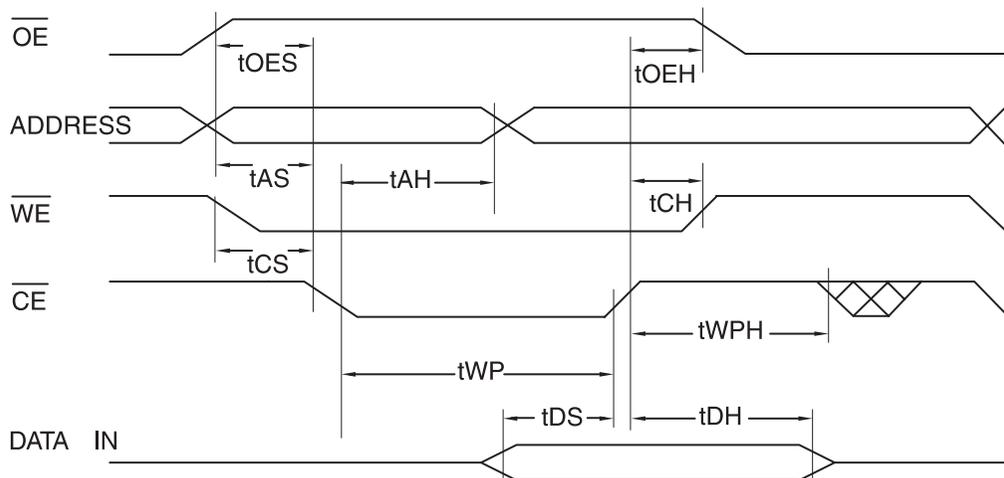 OE
tOES
tOEH
ADDRESS
tAS
tAH
tCH
WE
tCS
CE
tWPH
tWP
tDS
tDH
DATA IN